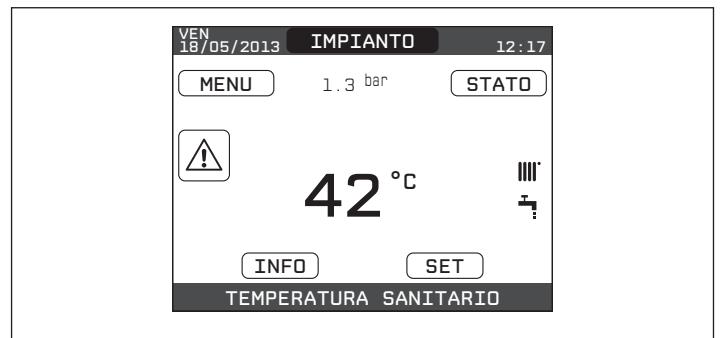 VEN
18/05/2013 IMPIANTO 12:17
MENU 1.3 bar STATO
42 °C
INFO SET
TEMPERATURA SANITARIO